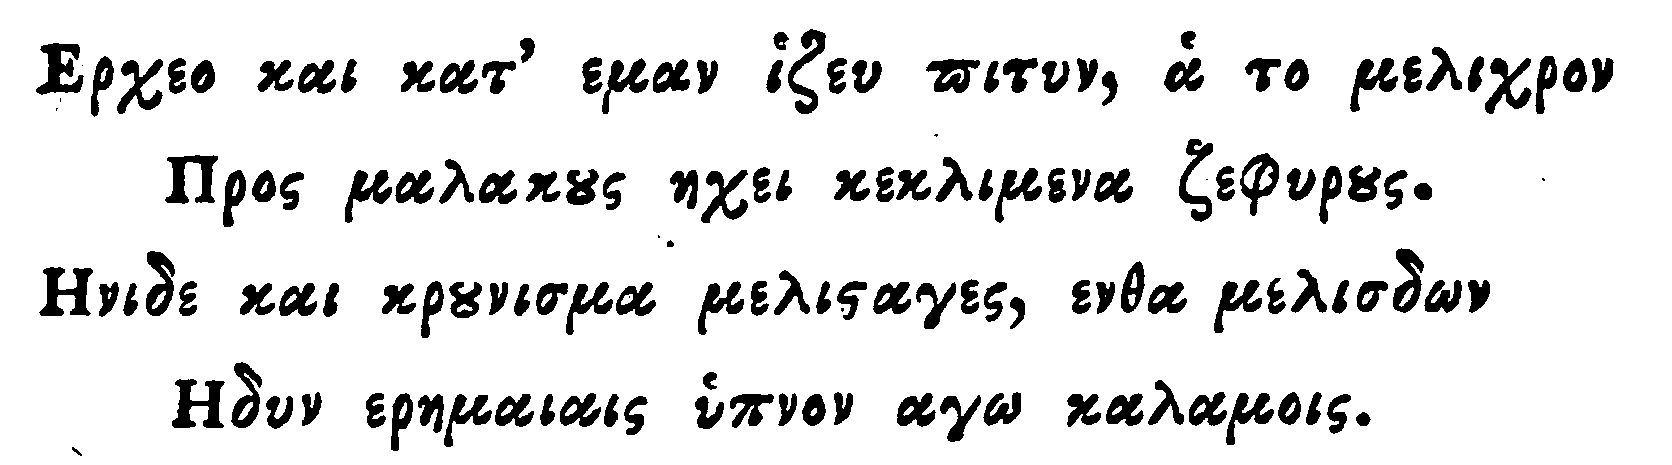 Ερχεο και κατ’ εμαν ἱζευ ϖιτυν, ἁ το μελιχρον
Προς μαλακȣς ηχει κεκλιμενα ζεφυρȣς.
Ηνιδε και κρȣνισμα μελιϛαγες, ενθα μελισδων
Ηδυν ερημαιαις ὑπνον αγω καλαμοις.